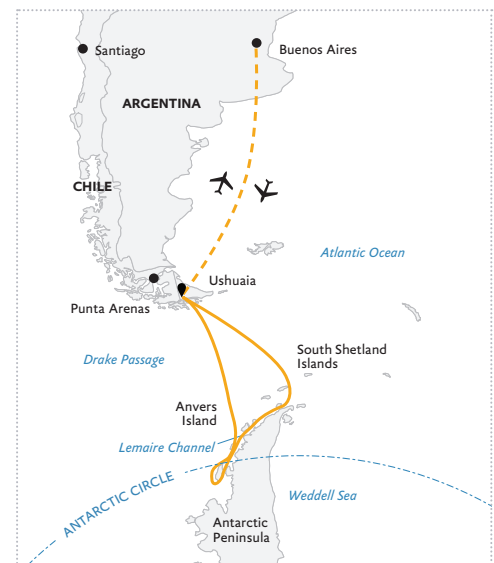 Santiago
Buenos Aires
ARGENTINA
CHILE
Atlantic Ocean
Ushuaia
Punta Arenas
South Shetland
Islands
Drake Passage
Anvers
Island
Lemaire Channel
ANTARCTIC CIRCLE
Weddell Sea
Antarctic
Peninsula